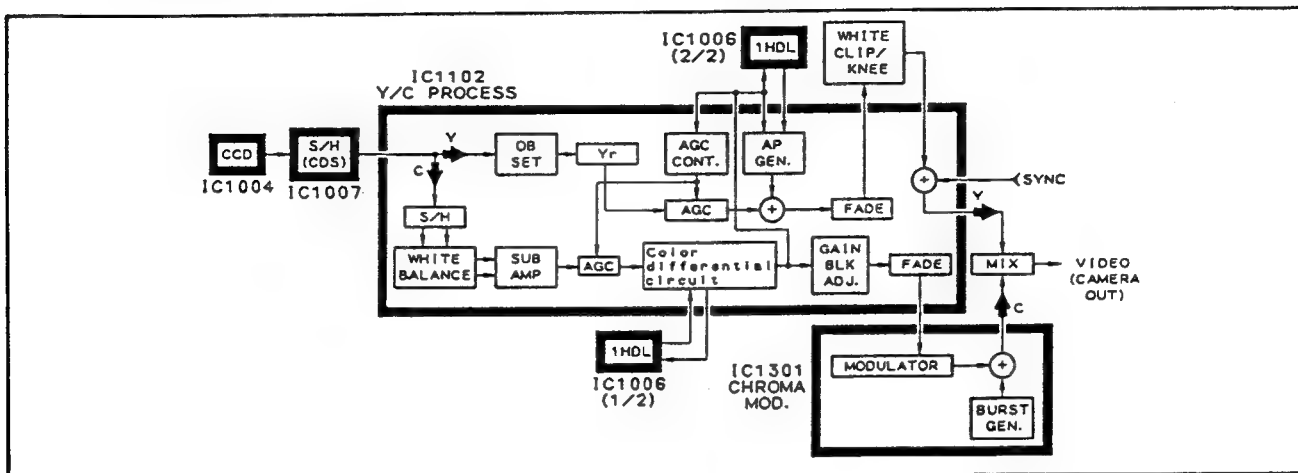 IC1006
(2/2)
1HDL
WHITE
CLIP/
KNEE
IC1102
Y/C PROCESS
CCD
IC1004
S/H
(CDS)
IC1007
Y
C
OB
SET
Yr
AGC
CONT.
AP
GEN.
AGC
+
FADE
+
SYNC
Y
S/H
WHITE
BALANCE
SUB
AMP
AGC
Color
differential
circuit
GAIN
BLK
ADJ.
FADE
MIX
VIDEO
(CAMERA
OUT)
C
1HDL
IC1006
(1/2)
IC1301
CHROMA
MOD.
MODULATOR
+
BURST
GEN.